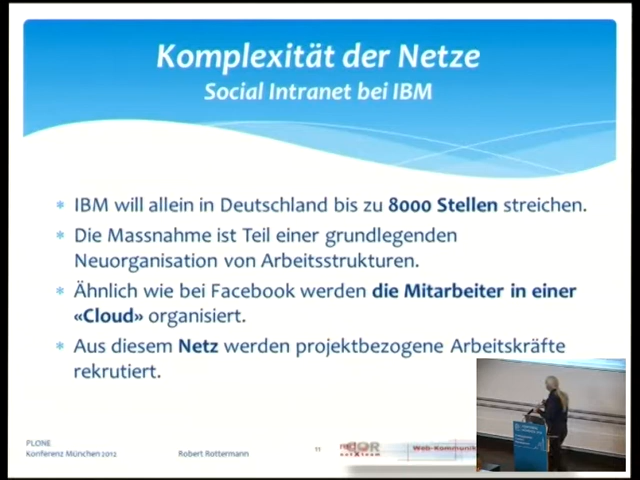 Komplexität der Netze
Social Intranet bei IBM
IBM will allein in Deutschland bis zu 8000 Stellen streichen.
Die Massnahme ist Teil einer grundlegenden
Neuorganisation von Arbeitsstrukturen.
Ähnlich wie bei Facebook werden die Mitarbeiter in einer
«Cloud» organisiert.
Aus diesem Netz werden projektbezogene Arbeitskräfte
rekrutiert.
PLONE
Konferenz München 2012
Robert Rottermann
11
Web-Kommunik